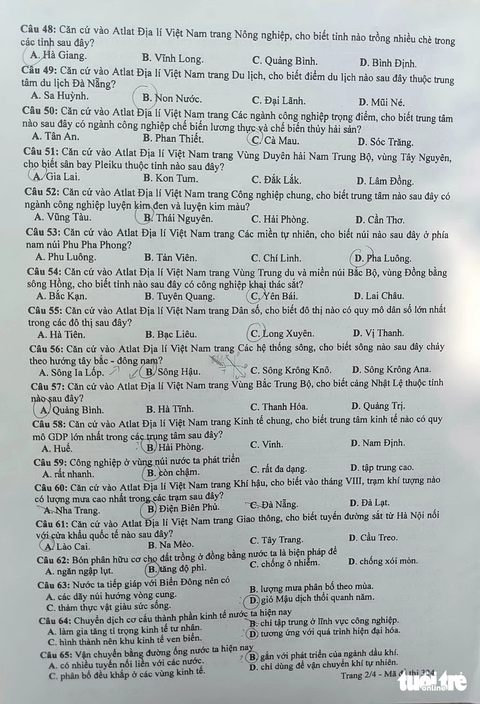 Câu 48: Căn cứ vào Atlat Địa lí Việt Nam trang Nông nghiệp, cho biết tỉnh nào trồng nhiều chè trong
các tỉnh sau đây?
A. Hà Giang. B. Vĩnh Long. C. Quảng Bình. D. Bình Định.
Câu 49: Căn cứ vào Atlat Địa lí Việt Nam trang Du lịch, cho biết điểm du lịch nào sau đây thuộc trung
tâm du lịch Đà Nẵng?
A. Sa Huỳnh. B. Non Nước. C. Đại Lãnh. D. Mũi Né.
Câu 50: Căn cứ vào Atlat Địa lí Việt Nam trang Các ngành công nghiệp trọng điểm, cho biết trung tâm
nào sau đây có ngành công nghiệp chế biến lương thực và chế biến thủy hải sản?
A. Tân An. B. Phan Thiết. C. Cà Mau. D. Sóc Trăng.
Câu 51: Căn cứ vào Atlat Địa lí Việt Nam trang Vùng Duyên hải Nam Trung Bộ, vùng Tây Nguyên,
cho biết sân bay Pleiku thuộc tỉnh nào sau đây?
A. Gia Lai. B. Kon Tum. C. Đắk Lắk. D. Lâm Đồng.
Câu 52: Căn cứ vào Atlat Địa lí Việt Nam trang Công nghiệp chung, cho biết trung tâm nào sau đây có
ngành công nghiệp luyện kim đen và luyện kim màu?
A. Vũng Tàu. B. Thái Nguyên. C. Hải Phòng. D. Cần Thơ.
Câu 53: Căn cứ vào Atlat Địa lí Việt Nam trang Các miền tự nhiên, cho biết núi nào sau đây ở phía
nam núi Phu Pha Phong?
A. Phu Luông. B. Tản Viên. C. Chí Linh. D. Pha Luông.
Câu 54: Căn cứ vào Atlat Địa lí Việt Nam trang Vùng Trung du và miền núi Bắc Bộ, vùng Đồng bằng
sông Hồng, cho biết tỉnh nào sau đây có công nghiệp khai thác sắt?
A. Bắc Kạn. B. Tuyên Quang. C. Yên Bái. D. Lai Châu.
Câu 55: Căn cứ vào Atlat Địa lí Việt Nam trang Dân số, cho biết đô thị nào có quy mô dân số lớn nhất
trong các đô thị sau đây?
A. Hà Tiên. B. Bạc Liêu. C. Long Xuyên. D. Vị Thanh.
Câu 56: Căn cứ vào Atlat Địa lí Việt Nam trang Các hệ thống sông, cho biết sông nào sau đây chảy
theo hướng tây bắc - đông nam?
A. Sông Ia Lốp. B. Sông Hậu. C. Sông Krông Knô. D. Sông Krông Ana.
Câu 57: Căn cứ vào Atlat Địa lí Việt Nam trang Vùng Bắc Trung Bộ, cho biết cảng Nhật Lệ thuộc tỉnh
nào sau đây?
A. Quảng Bình. B. Hà Tĩnh. C. Thanh Hóa. D. Quảng Trị.
Câu 58: Căn cứ vào Atlat Địa lí Việt Nam trang Kinh tế chung, cho biết trung tâm kinh tế nào có quy
mô GDP lớn nhất trong các trung tâm sau đây?
A. Huế. B. Hải Phòng. C. Vinh. D. Nam Định.
Câu 59: Công nghiệp ở vùng núi nước ta phát triển
A. rất nhanh. B. còn chậm. C. rất đa dạng. D. tập trung cao.
Câu 60: Căn cứ vào Atlat Địa lí Việt Nam trang Khí hậu, cho biết vào tháng VIII, trạm khí tượng nào
có lượng mưa cao nhất trong các trạm sau đây?
A. Nha Trang. B. Điện Biên Phủ. C. Đà Nẵng. D. Đà Lạt.
Câu 61: Căn cứ vào Atlat Địa lí Việt Nam trang Giao thông, cho biết tuyến đường sắt từ Hà Nội nối
với cửa khẩu quốc tế nào sau đây?
A. Lào Cai. B. Na Mèo. C. Tây Trang. D. Cầu Treo.
Câu 62: Bón phân hữu cơ cho đất trồng ở đồng bằng nước ta là biện pháp để
A. ngăn ngập lụt. B. tăng độ phì. C. chống ô nhiễm. D. chống xói mòn.
Câu 63: Nước ta tiếp giáp với Biển Đông nên có
A. các dãy núi hướng vòng cung. B. lượng mưa phân bố theo mùa.
C. thảm thực vật giàu sức sống. D. gió Mậu dịch thổi quanh năm.
Câu 64: Chuyển dịch cơ cấu thành phần kinh tế nước ta hiện nay
A. làm gia tăng tỉ trọng kinh tế tư nhân. B. chỉ tập trung ở lĩnh vực công nghiệp.
C. hình thành nên khu kinh tế ven biển. D. tương ứng với quá trình hiện đại hóa.
Câu 65: Vận chuyển bằng đường ống nước ta hiện nay
A. có nhiều tuyến nối liền với các nước. B. gắn với phát triển của ngành dầu khí.
C. phân bố đều khắp ở các vùng kinh tế. D. chỉ dùng để vận chuyển khí tự nhiên.
Trang 2/4 - Mã đề thi 324
tuổi trẻ
online